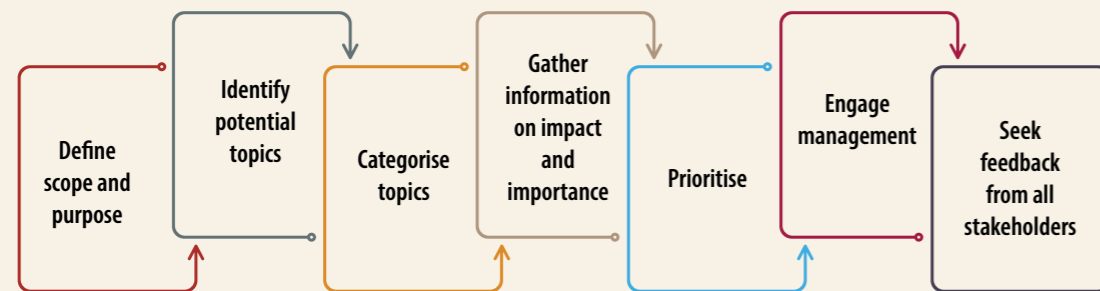 Define
scope and
purpose
Identify
potential
topics
Categorise
topics
Gather
information
on impact
and
importance
Prioritise
Engage
management
Seek
feedback
from all
stakeholders